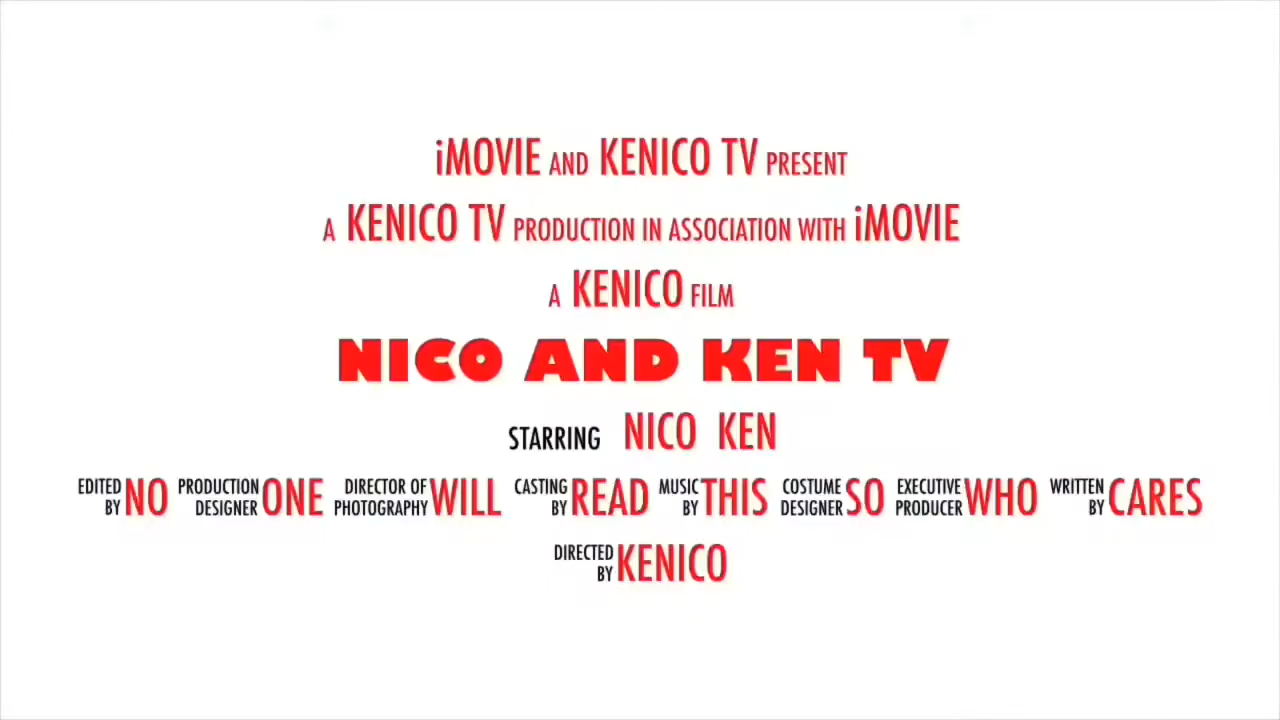 iMOVIE AND KENICO TV PRESENT
A KENICO TV PRODUCTION IN ASSOCIATION WITH iMOVIE
A KENICO FILM
NICO AND KEN TV
STARRING NICO KEN
EDITED BY NO PRODUCTION DESIGNER ONE DIRECTOR OF PHOTOGRAPHY WILL CASTING BY READ MUSIC BY THIS COSTUME DESIGNER SO EXECUTIVE PRODUCER WHO WRITTEN BY CARES
DIRECTED BY KENICO